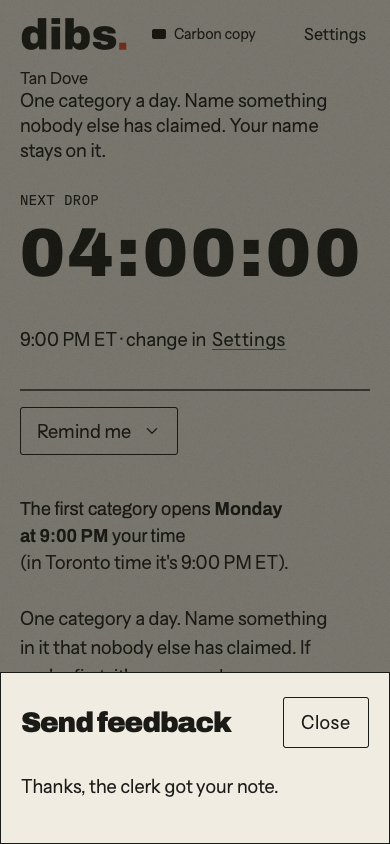 dibs.
Carbon copy
Settings
Tan Dove
One category a day. Name something
nobody else has claimed. Your name
stays on it.
NEXT DROP
04:00:00
9:00 PM ET · change in Settings
Remind me
The first category opens Monday
at 9:00 PM your time
(in Toronto time it's 9:00 PM ET).
One category a day. Name something
in it that nobody else has claimed. If
Send feedback
Close
Thanks, the clerk got your note.